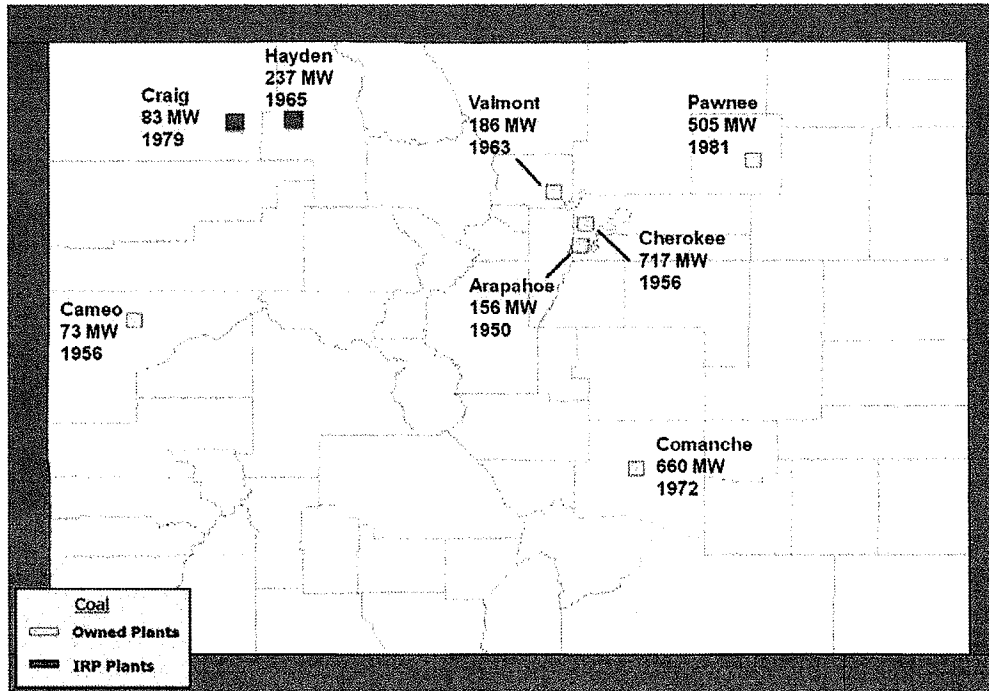 Hayden
237 MW
1965
Craig
83 MW
1979
Valmont
186 MW
1963
Pawnee
505 MW
1981
Cherokee
717 MW
1956
Arapahoe
156 MW
1950
Cameo
73 MW
1956
Comanche
660 MW
1972
Coal
Owned Plants
IRP Plants